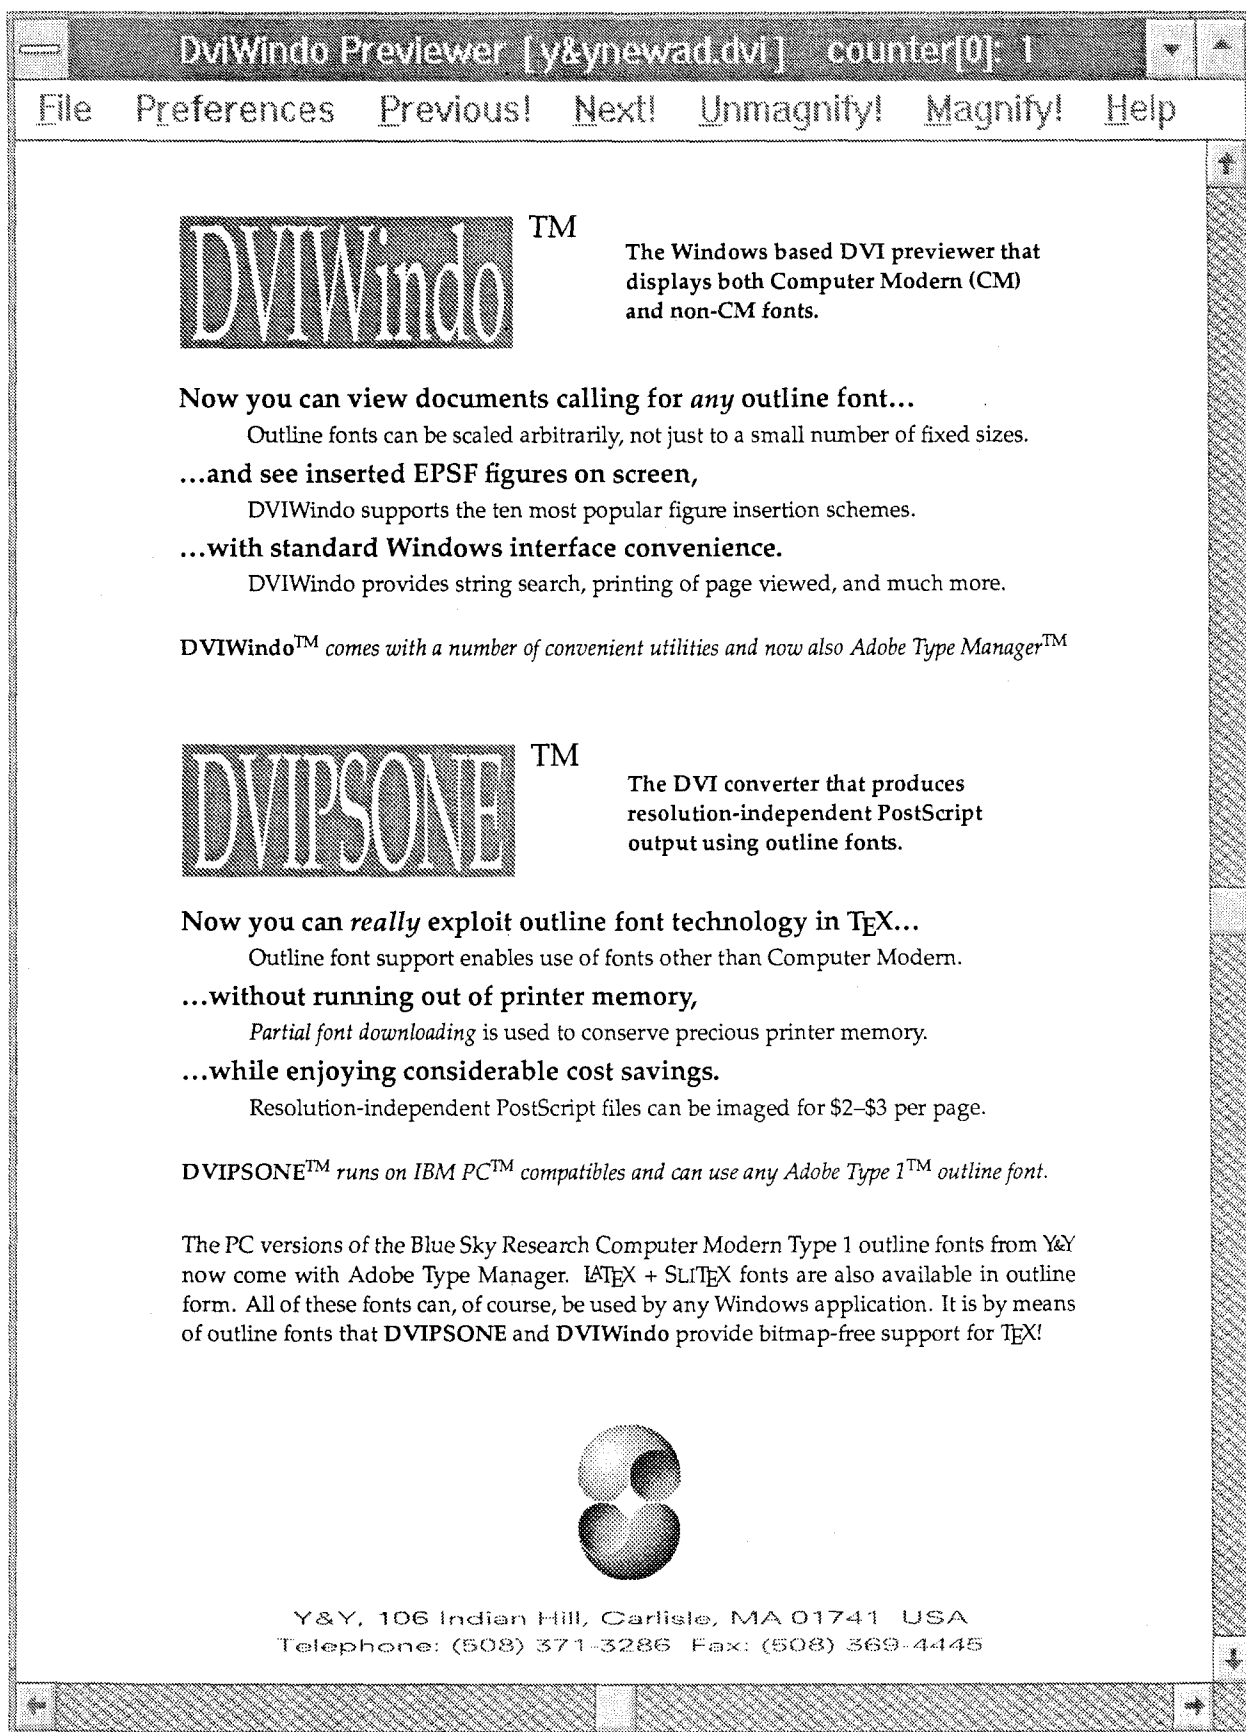 DviWindo Previewer [y&ynewad.dvi] counter[0]: 1
File Preferences Previous! Next! Unmagnify! Magnify! Help
DVIWindo™
The Windows based DVI previewer that
displays both Computer Modern (CM)
and non-CM fonts.
Now you can view documents calling for any outline font...
Outline fonts can be scaled arbitrarily, not just to a small number of fixed sizes.
...and see inserted EPSF figures on screen,
DVIWindo supports the ten most popular figure insertion schemes.
...with standard Windows interface convenience.
DVIWindo provides string search, printing of page viewed, and much more.
DVIWindo™ comes with a number of convenient utilities and now also Adobe Type Manager™
DVIPSONE™
The DVI converter that produces
resolution-independent PostScript
output using outline fonts.
Now you can really exploit outline font technology in TEX...
Outline font support enables use of fonts other than Computer Modern.
...without running out of printer memory,
Partial font downloading is used to conserve precious printer memory.
...while enjoying considerable cost savings.
Resolution-independent PostScript files can be imaged for $2–$3 per page.
DVIPSONE™ runs on IBM PC™ compatibles and can use any Adobe Type 1™ outline font.
The PC versions of the Blue Sky Research Computer Modern Type 1 outline fonts from Y&Y
now come with Adobe Type Manager. LATEX + SLITEX fonts are also available in outline
form. All of these fonts can, of course, be used by any Windows application. It is by means
of outline fonts that DVIPSONE and DVIWindo provide bitmap-free support for TEX!
Y&Y, 106 Indian Hill, Carlisle, MA 01741 USA
Telephone: (508) 371-3286 Fax: (508) 369-4445